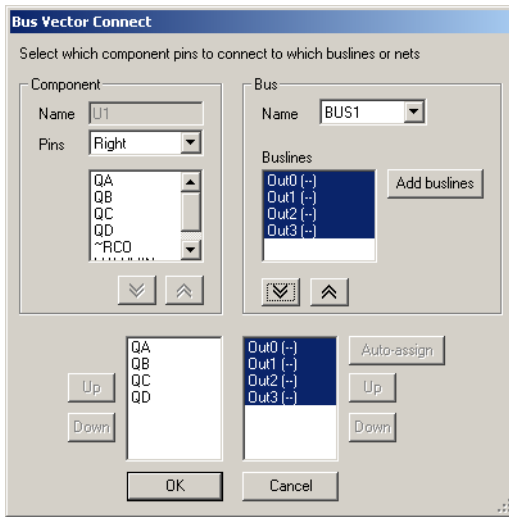 Bus Vector Connect
Select which component pins to connect to which buslines or nets
Component
Name U1
Pins Right
QA
QB
QC
QD
~RCO
Bus
Name BUS1
Buslines
Out0 (--)
Out1 (--)
Out2 (--)
Out3 (--)
Add buslines
QA
QB
QC
QD
Up
Down
Out0 (--)
Out1 (--)
Out2 (--)
Out3 (--)
Auto-assign
Up
Down
OK
Cancel